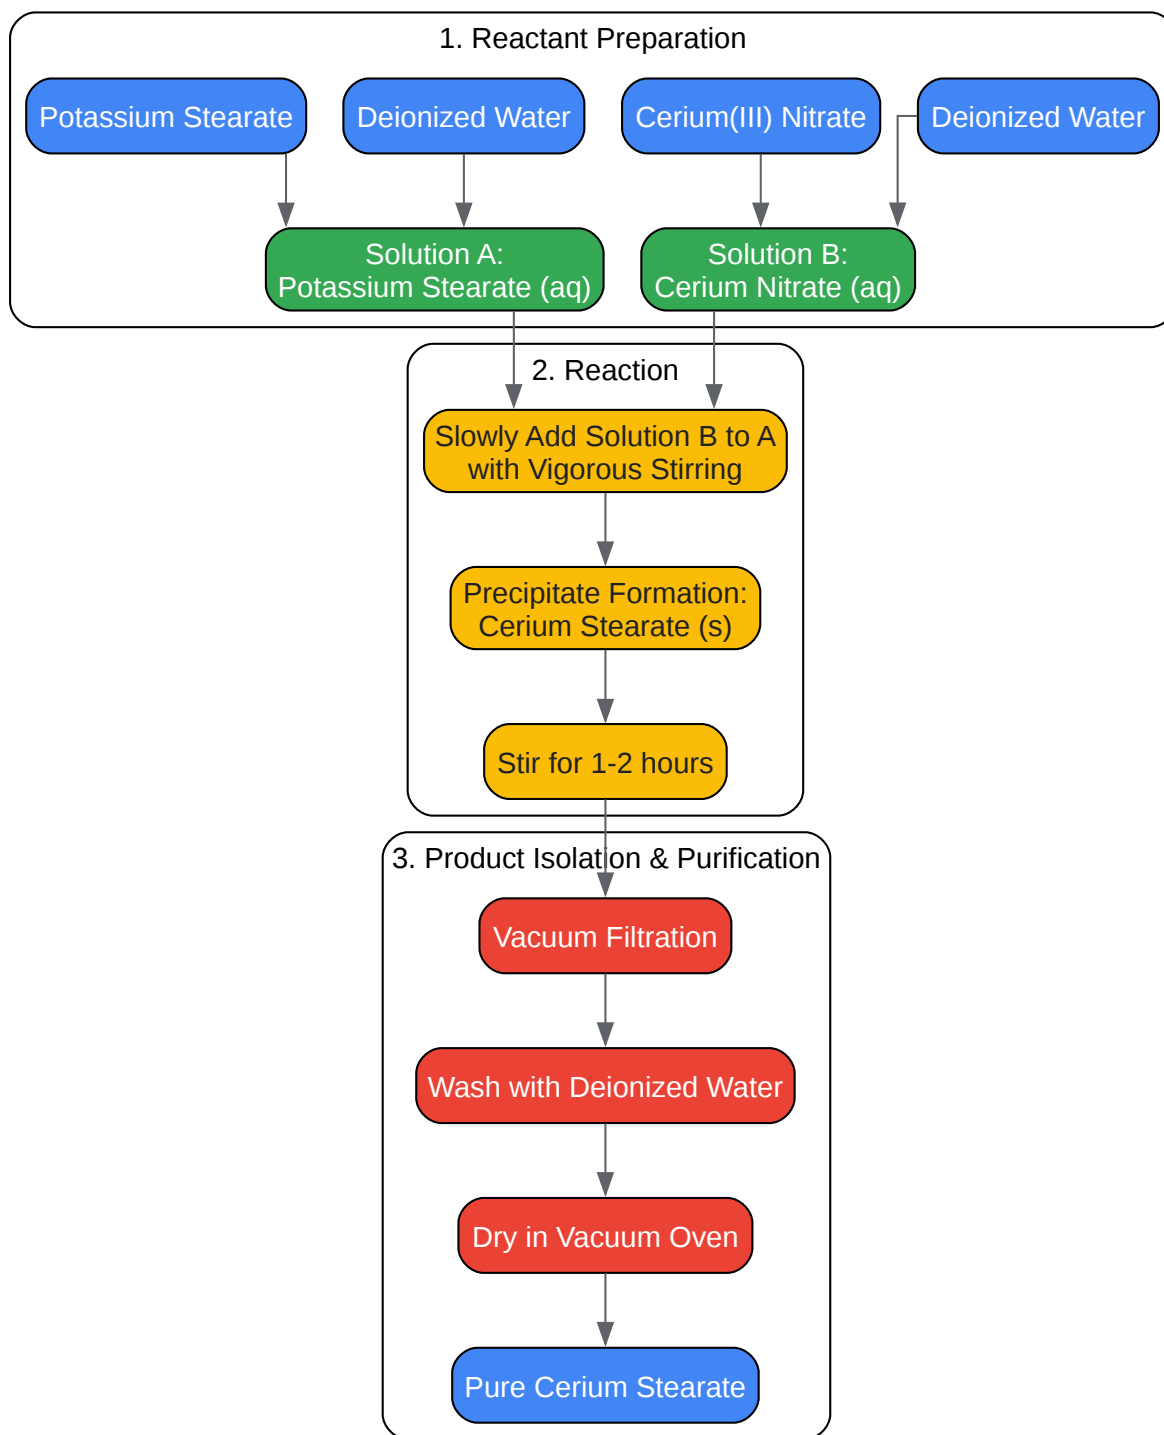 1. Reactant Preparation
Potassium Stearate
Deionized Water
Cerium(III) Nitrate
Deionized Water
Solution A:
Potassium Stearate (aq)
Solution B:
Cerium Nitrate (aq)
2. Reaction
Slowly Add Solution B to A
with Vigorous Stirring
Precipitate Formation:
Cerium Stearate (s)
Stir for 1-2 hours
3. Product Isolation & Purification
Vacuum Filtration
Wash with Deionized Water
Dry in Vacuum Oven
Pure Cerium Stearate